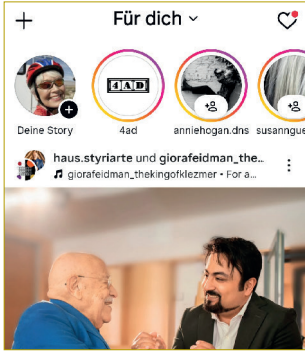 Für dich
4AD
Deine Story
4ad
anniehogan.dns
susanngue
haus.styriarte und giorafeidman_the...
giorafeidman_thekingofklezmer • For a...